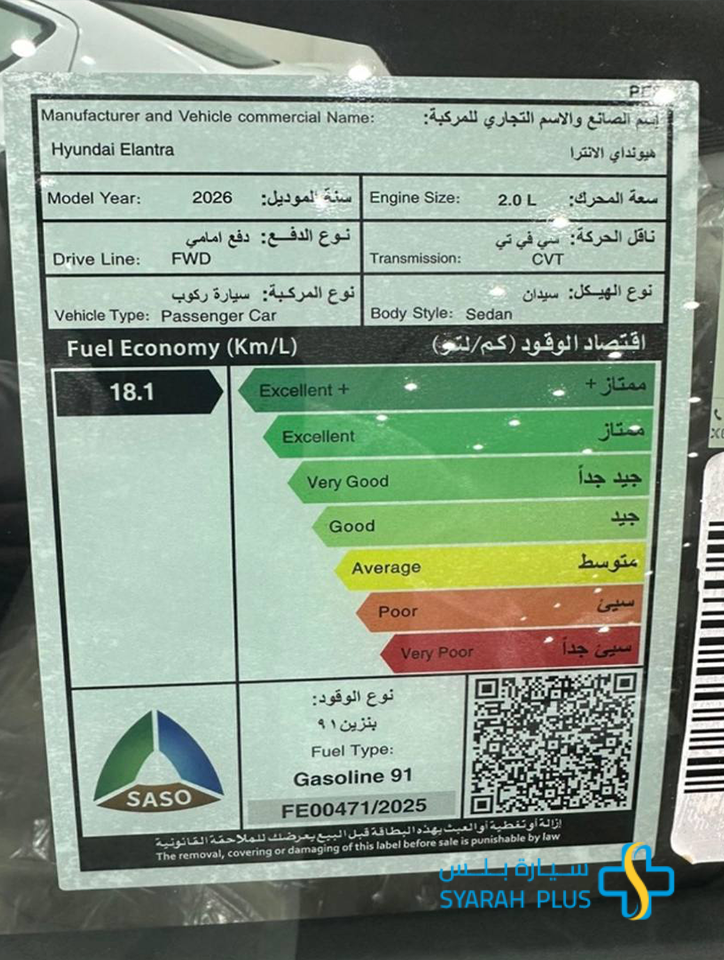 Manufacturer and Vehicle commercial Name: إسم الصانع والاسم التجاري للمركبة:
Hyundai Elantra هيونداي الانترا
Model Year: 2026 سنة الموديل:
Engine Size: 2.0 L سعة المحرك:
نوع الدفع: دفع امامي
Drive Line: FWD
ناقل الحركة: سي في تي
Transmission: CVT
نوع المركبة: سيارة ركوب
Vehicle Type: Passenger Car
نوع الهيكل: سيدان
Body Style: Sedan
Fuel Economy (Km/L) اقتصاد الوقود (كم/لتر)
18.1
Excellent + ممتاز +
Excellent ممتاز
Very Good جيد جداً
Good جيد
Average متوسط
Poor سيئ
Very Poor سيئ جداً
SASO
نوع الوقود:
بنزين ٩١
Fuel Type:
Gasoline 91
FE00471/2025
إزالة أو تغطية أو العبث بهذه البطاقة قبل البيع يعرضك للملاحقة القانونية
The removal, covering or damaging of this label before sale is punishable by law
سيارة بلس
SYARAH PLUS